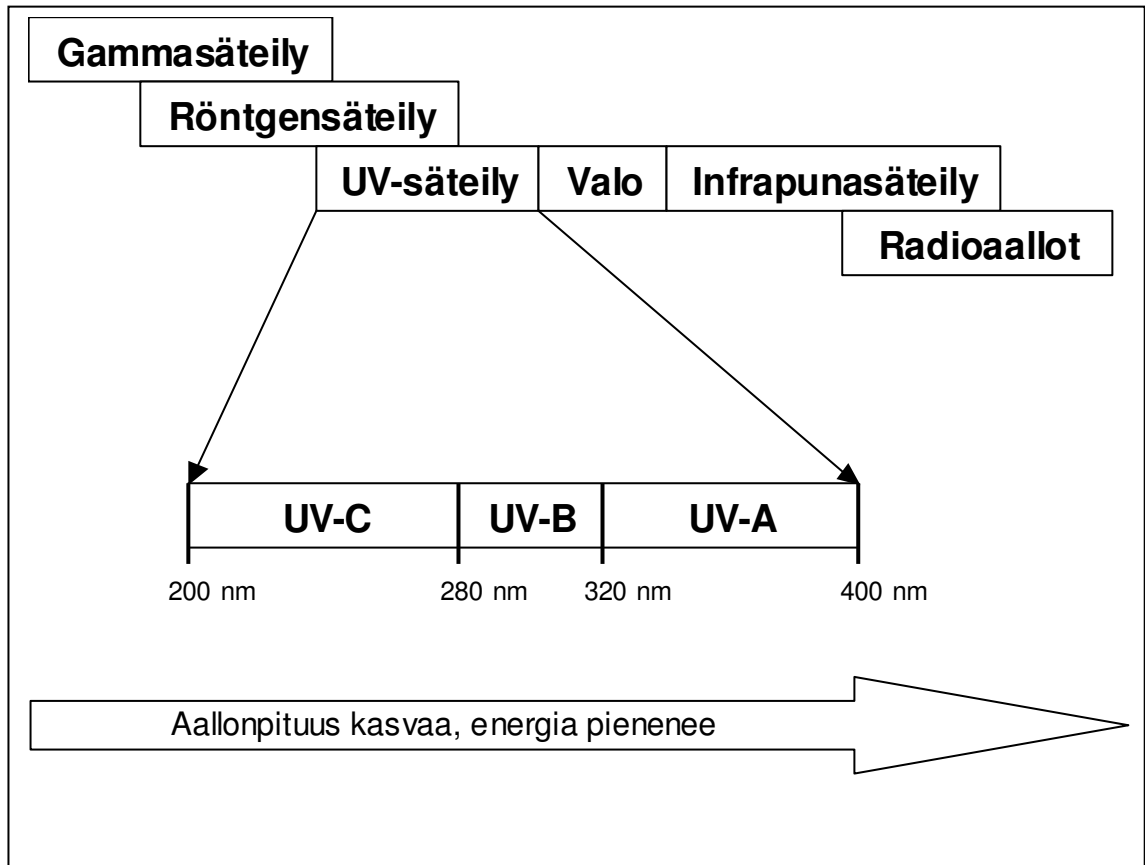 Gammasäteily
Röntgensäteily
UV-säteily Valo Infrapunasäteily
Radioaallot
UV-C UV-B UV-A
200 nm 280 nm 320 nm 400 nm
Aallonpituus kasvaa, energia pienenee